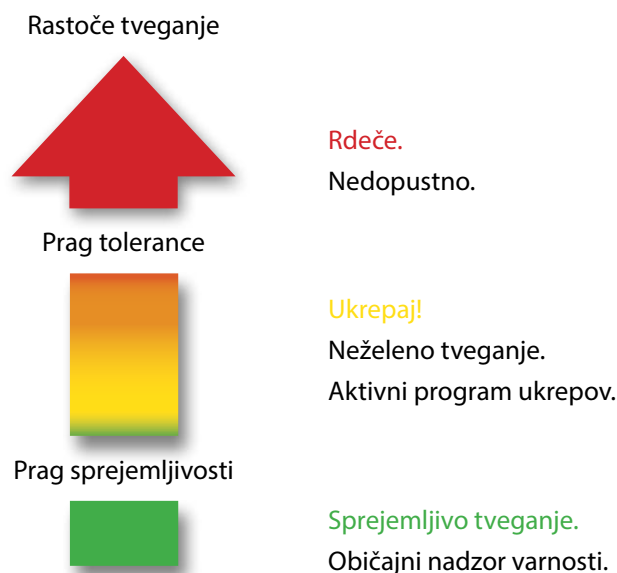 Rastoče tveganje
Rdeče.
Nedopustno.
Prag tolerance
Ukrepaj!
Neželeno tveganje.
Aktivni program ukrepov.
Prag sprejemljivosti
Sprejemljivo tveganje.
Običajni nadzor varnosti.